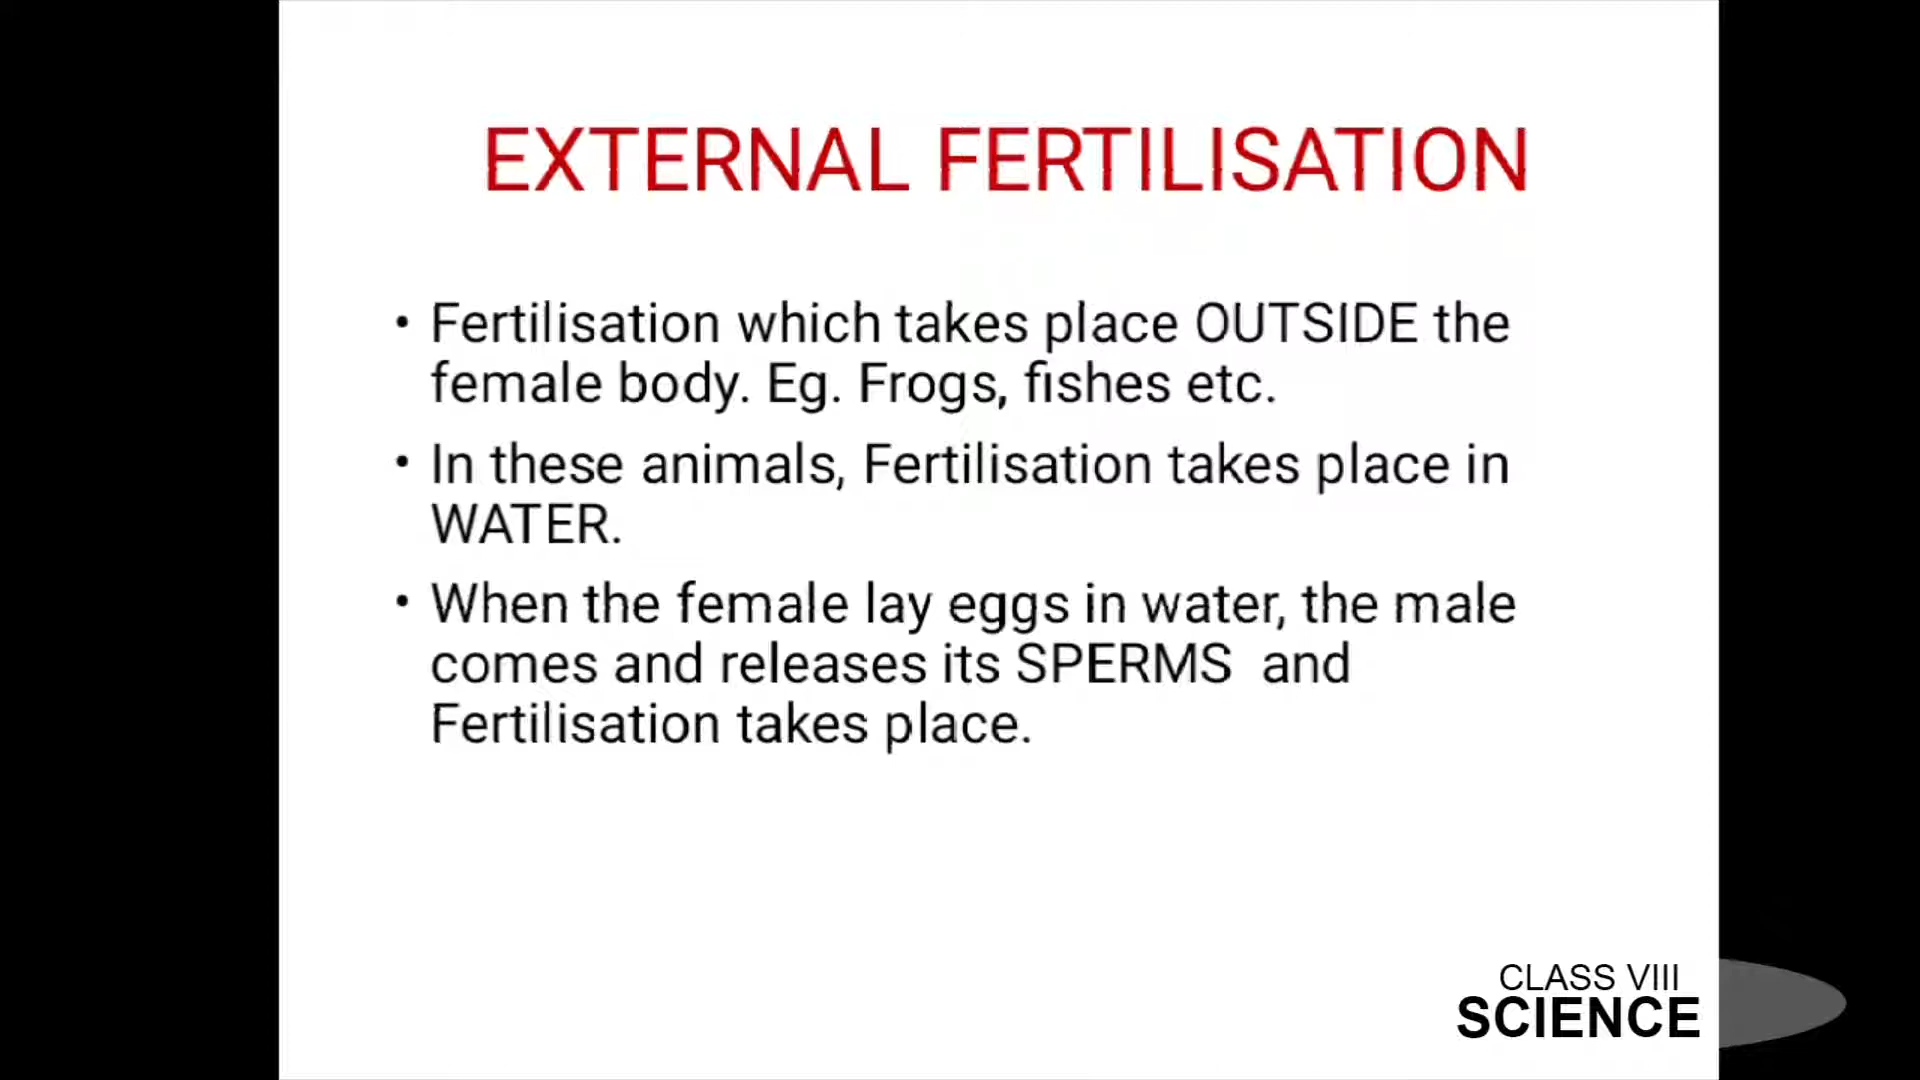 EXTERNAL FERTILISATION
• Fertilisation which takes place OUTSIDE the
female body. Eg. Frogs, fishes etc.
• In these animals, Fertilisation takes place in
WATER.
• When the female lay eggs in water, the male
comes and releases its SPERMS and
Fertilisation takes place.
CLASS VIII
SCIENCE